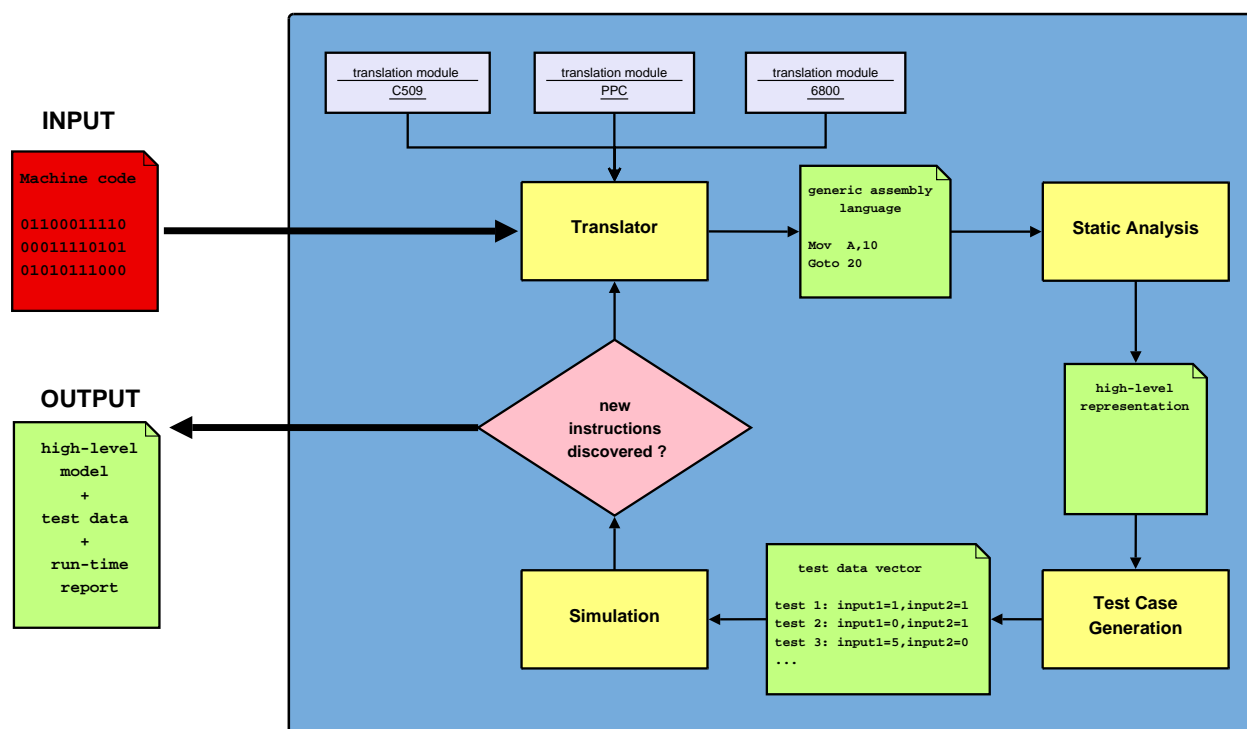 translation module
C509
translation module
PPC
translation module
6800
INPUT
Machine code
01100011110
00011110101
01010111000
Translator
generic assembly
language
Mov A,10
Goto 20
Static Analysis
high-level
representation
OUTPUT
high-level
model
+
test data
+
run-time
report
new
instructions
discovered ?
Simulation
test data vector
test 1: input1=1,input2=1
test 2: input1=0,input2=1
test 3: input1=5,input2=0
...
Test Case
Generation